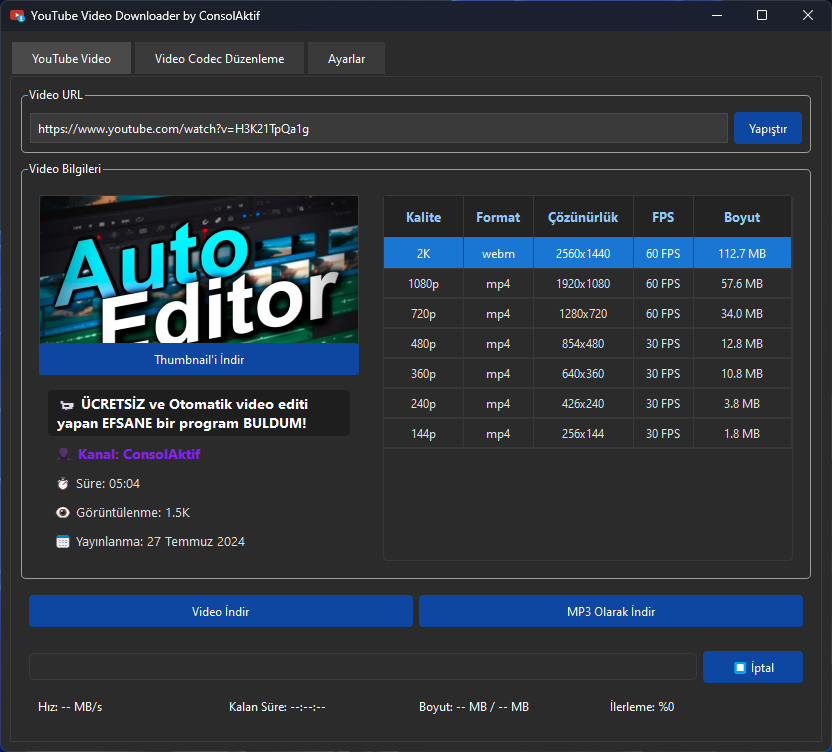 YouTube Video Downloader by ConsolAktif
YouTube Video
Video Codec Düzenleme
Ayarlar
Video URL
https://www.youtube.com/watch?v=H3K21TpQa1g
Yapıştır
Video Bilgileri
Auto
Editor
Thumbnail'i İndir
ÜCRETSİZ ve Otomatik video editi
yapan EFSANE bir program BULDUM!
Kanal: ConsolAktif
Süre: 05:04
Görüntülenme: 1.5K
Yayınlanma: 27 Temmuz 2024
Kalite Format Çözünürlük FPS Boyut
2K webm 2560x1440 60 FPS 112.7 MB
1080p mp4 1920x1080 60 FPS 57.6 MB
720p mp4 1280x720 60 FPS 34.0 MB
480p mp4 854x480 30 FPS 12.8 MB
360p mp4 640x360 30 FPS 10.8 MB
240p mp4 426x240 30 FPS 3.8 MB
144p mp4 256x144 30 FPS 1.8 MB
Video İndir
MP3 Olarak İndir
İptal
Hız: -- MB/s
Kalan Süre: --:--:--
Boyut: -- MB / -- MB
İlerleme: %0